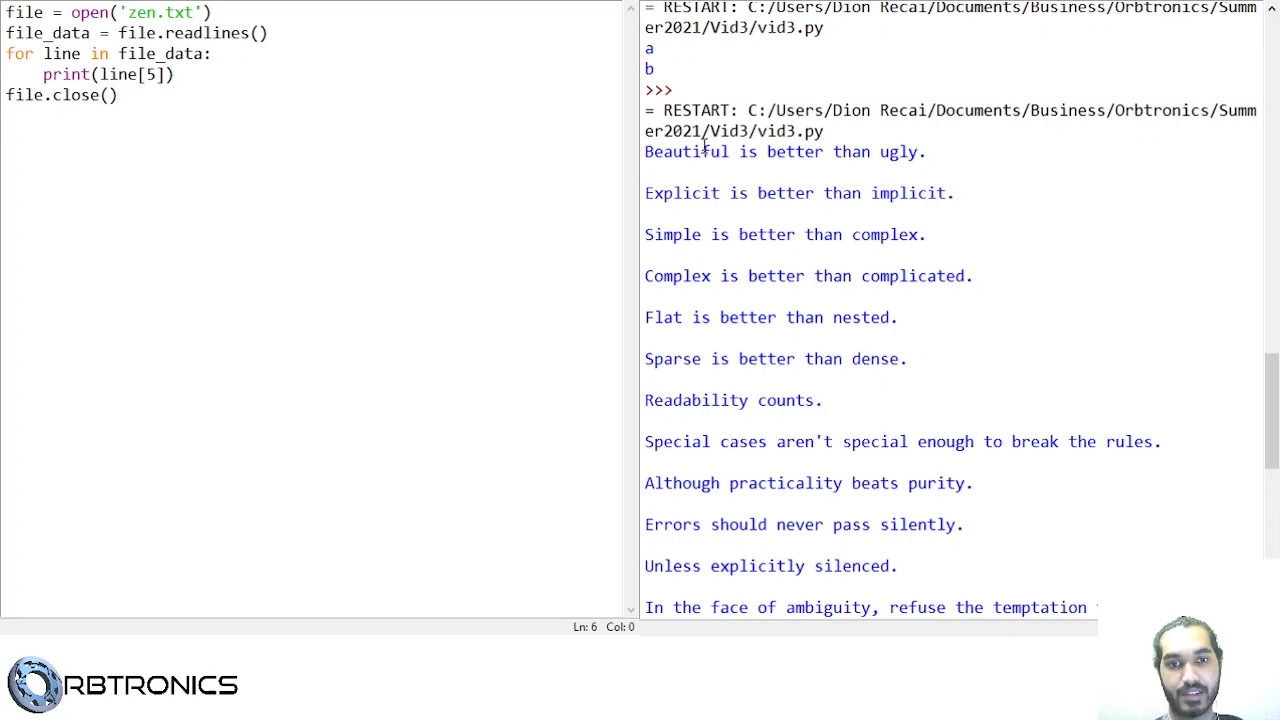 file = open('zen.txt')
file_data = file.readlines()
for line in file_data:
    print(line[5])
file.close()
Ln: 6 Col: 0
= RESTART: C:/Users/Dion Recai/Documents/Business/Orbtronics/Summ
er2021/Vid3/vid3.py
a
b
>>>
= RESTART: C:/Users/Dion Recai/Documents/Business/Orbtronics/Summ
er2021/Vid3/vid3.py
Beautiful is better than ugly.
Explicit is better than implicit.
Simple is better than complex.
Complex is better than complicated.
Flat is better than nested.
Sparse is better than dense.
Readability counts.
Special cases aren't special enough to break the rules.
Although practicality beats purity.
Errors should never pass silently.
Unless explicitly silenced.
In the face of ambiguity, refuse the temptation
ORBTRONICS